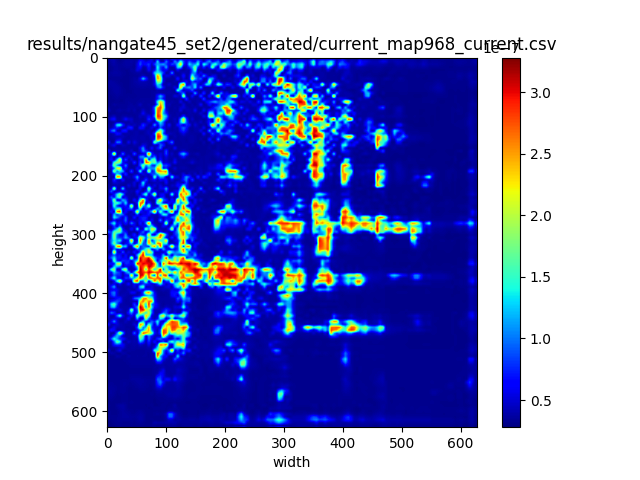 results/nangate45_set2/generated/current_map968_current.csv
1e−7
0
100
200
300
400
500
600
height
0 100 200 300 400 500 600
width
3.0
2.5
2.0
1.5
1.0
0.5